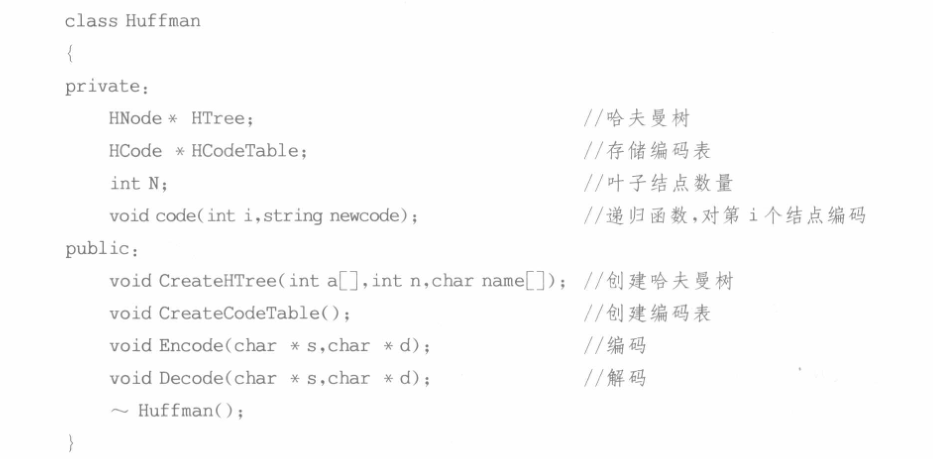 class Huffman
{
private:
HNode * HTree; //哈夫曼树
HCode * HCodeTable; //存储编码表
int N; //叶子结点数量
void code(int i,string newcode); //递归函数,对第 i 个结点编码
public:
void CreateHTree(int a[],int n,char name[]); //创建哈夫曼树
void CreateCodeTable(); //创建编码表
void Encode(char * s,char * d); //编码
void Decode(char * s,char * d); //解码
~ Huffman();
}